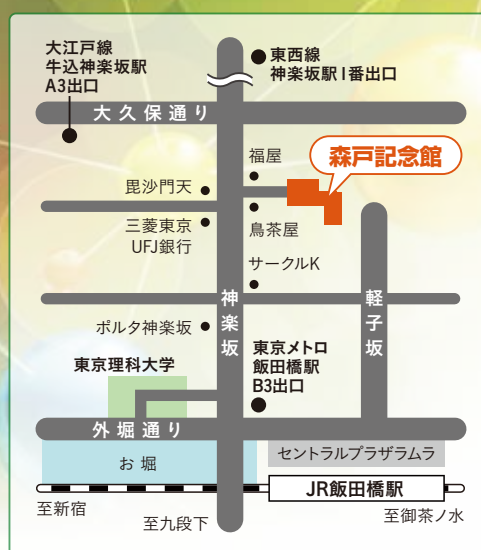 大江戸線
牛込神楽坂駅
A3出口
東西線
神楽坂駅1番出口
大久保通り
福屋
森戸記念館
毘沙門天
三菱東京
UFJ銀行
鳥茶屋
サークルK
神楽坂
軽子坂
ポルタ神楽坂
東京理科大学
東京メトロ
飯田橋駅
B3出口
外堀通り
お堀
セントラルプラザラムラ
JR飯田橋駅
至新宿
至九段下
至御茶ノ水